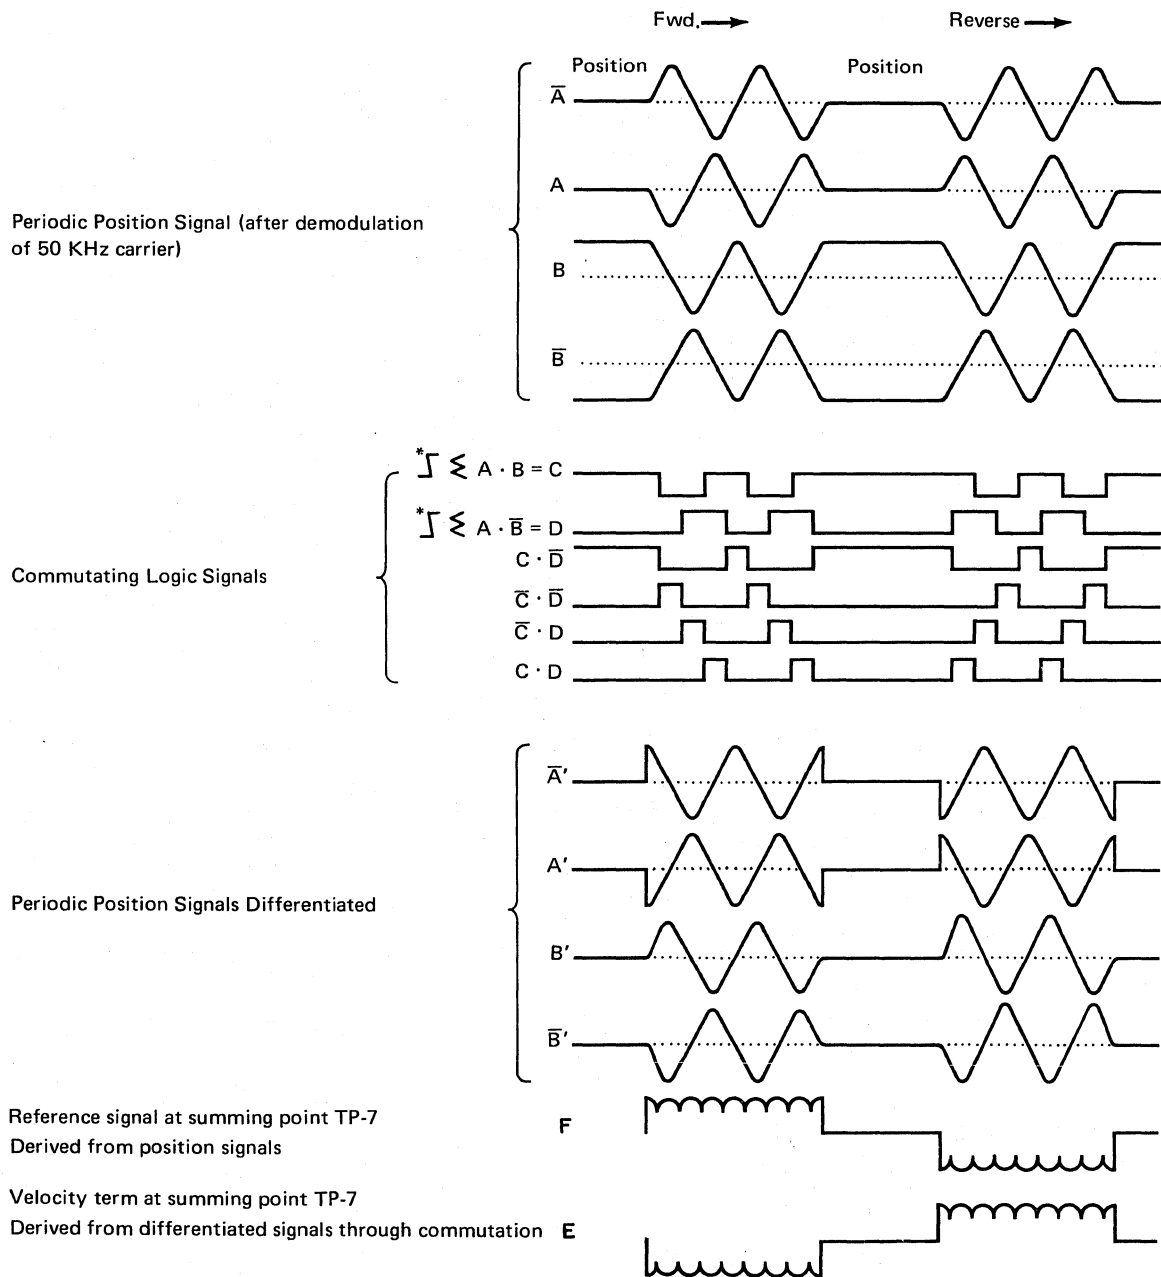 Fwd. Reverse
Position Position
A̅
A
Periodic Position Signal (after demodulation
of 50 KHz carrier)
B
B̅
* A · B = C
* A · B̅ = D
C · D̅
Commutating Logic Signals
C̅ · D̅
C̅ · D
C · D
A̅′
A′
Periodic Position Signals Differentiated
B′
B̅′
Reference signal at summing point TP-7
Derived from position signals
F
Velocity term at summing point TP-7
Derived from differentiated signals through commutation E